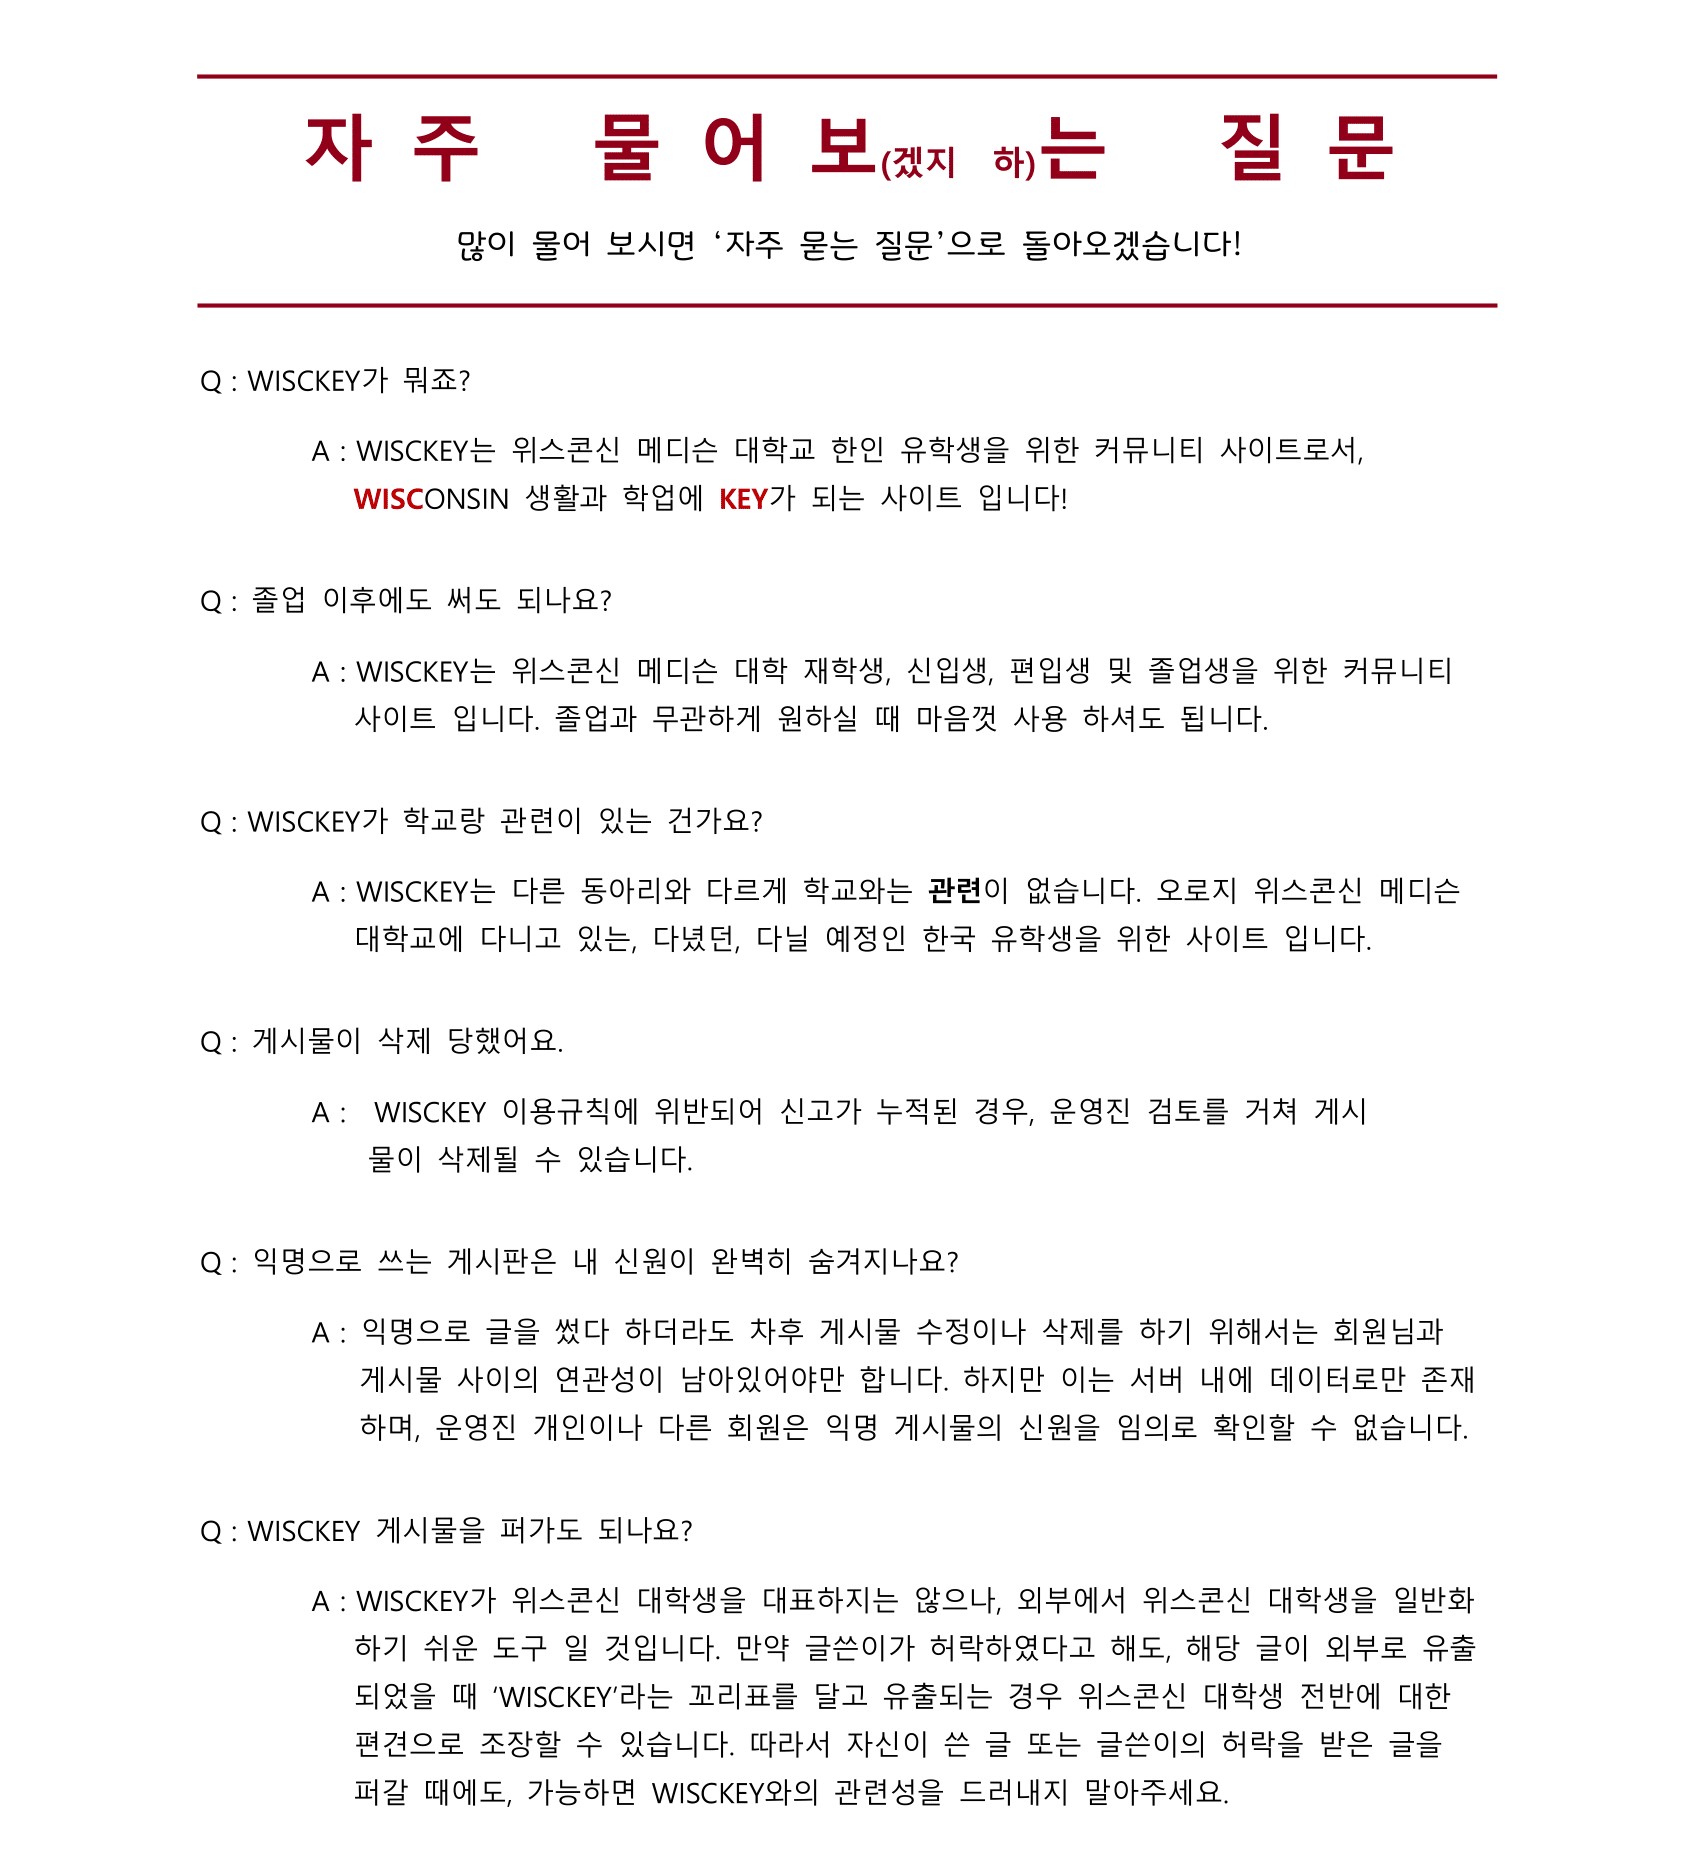 자주 물어보(겠지 하)는 질문
많이 물어 보시면 ‘자주 묻는 질문’으로 돌아오겠습니다!
Q : WISCKEY가 뭐죠?
A : WISCKEY는 위스콘신 메디슨 대학교 한인 유학생을 위한 커뮤니티 사이트로서,
WISCONSIN 생활과 학업에 KEY가 되는 사이트 입니다!
Q : 졸업 이후에도 써도 되나요?
A : WISCKEY는 위스콘신 메디슨 대학 재학생, 신입생, 편입생 및 졸업생을 위한 커뮤니티
사이트 입니다. 졸업과 무관하게 원하실 때 마음껏 사용 하셔도 됩니다.
Q : WISCKEY가 학교랑 관련이 있는 건가요?
A : WISCKEY는 다른 동아리와 다르게 학교와는 관련이 없습니다. 오로지 위스콘신 메디슨
대학교에 다니고 있는, 다녔던, 다닐 예정인 한국 유학생을 위한 사이트 입니다.
Q : 게시물이 삭제 당했어요.
A : WISCKEY 이용규칙에 위반되어 신고가 누적된 경우, 운영진 검토를 거쳐 게시
물이 삭제될 수 있습니다.
Q : 익명으로 쓰는 게시판은 내 신원이 완벽히 숨겨지나요?
A : 익명으로 글을 썼다 하더라도 차후 게시물 수정이나 삭제를 하기 위해서는 회원님과
게시물 사이의 연관성이 남아있어야만 합니다. 하지만 이는 서버 내에 데이터로만 존재
하며, 운영진 개인이나 다른 회원은 익명 게시물의 신원을 임의로 확인할 수 없습니다.
Q : WISCKEY 게시물을 퍼가도 되나요?
A : WISCKEY가 위스콘신 대학생을 대표하지는 않으나, 외부에서 위스콘신 대학생을 일반화
하기 쉬운 도구 일 것입니다. 만약 글쓴이가 허락하였다고 해도, 해당 글이 외부로 유출
되었을 때 ‘WISCKEY’라는 꼬리표를 달고 유출되는 경우 위스콘신 대학생 전반에 대한
편견으로 조장할 수 있습니다. 따라서 자신이 쓴 글 또는 글쓴이의 허락을 받은 글을
퍼갈 때에도, 가능하면 WISCKEY와의 관련성을 드러내지 말아주세요.